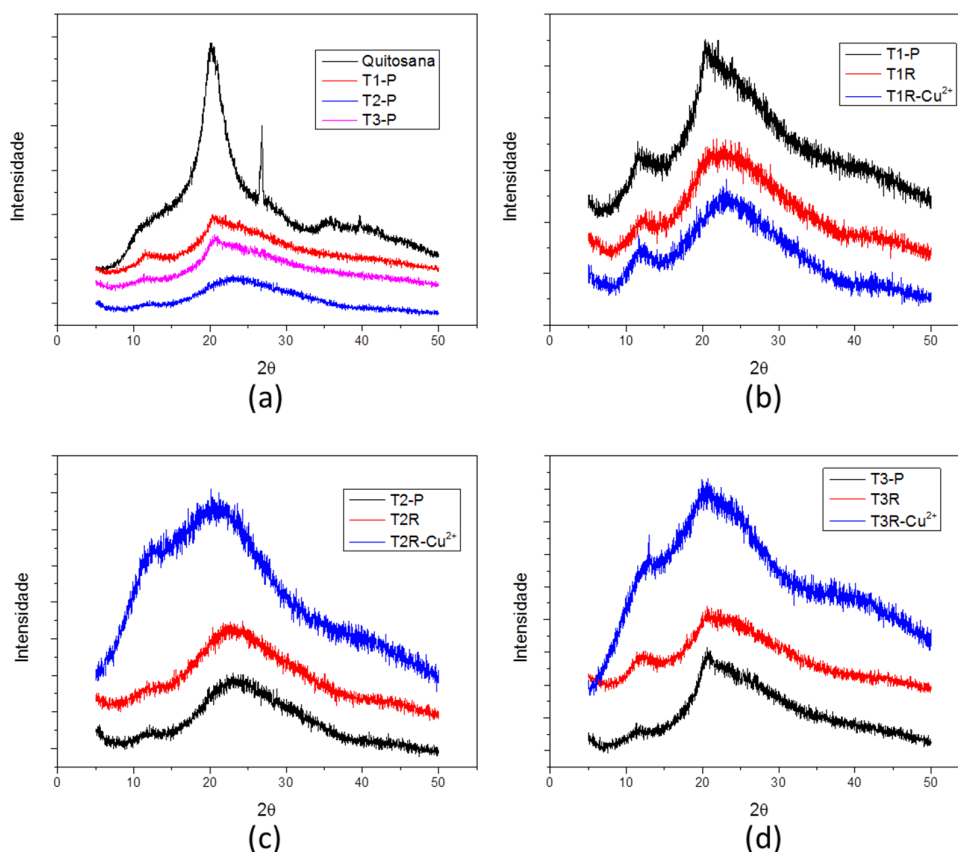 Quitosana
T1-P
T2-P
T3-P
Intensidade
0 10 20 30 40 50
2θ
(a)
T1-P
T1R
T1R-Cu²⁺
Intensidade
0 10 20 30 40 50
2θ
(b)
T2-P
T2R
T2R-Cu²⁺
Intensidade
0 10 20 30 40 50
2θ
(c)
T3-P
T3R
T3R-Cu²⁺
Intensidade
0 10 20 30 40 50
2θ
(d)